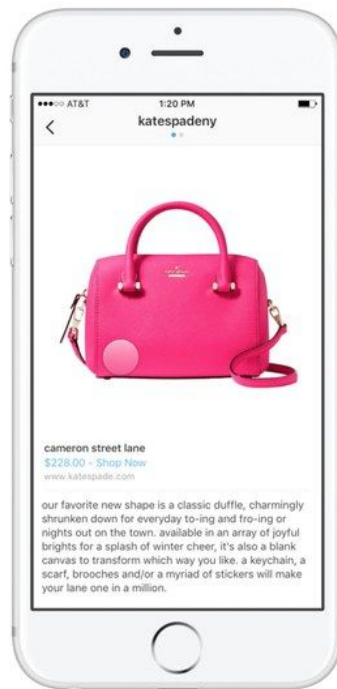 AT&T 1:20 PM
katespadeny
cameron street lane
$228.00 - Shop Now
www.katespade.com
our favorite new shape is a classic duffle, charmingly
shrunken down for everyday to-ing and fro-ing or
nights out on the town. available in an array of joyful
brights for a splash of winter cheer, it's also a blank
canvas to transform which way you like. a keychain, a
scarf, brooches and/or a myriad of stickers will make
your lane one in a million.